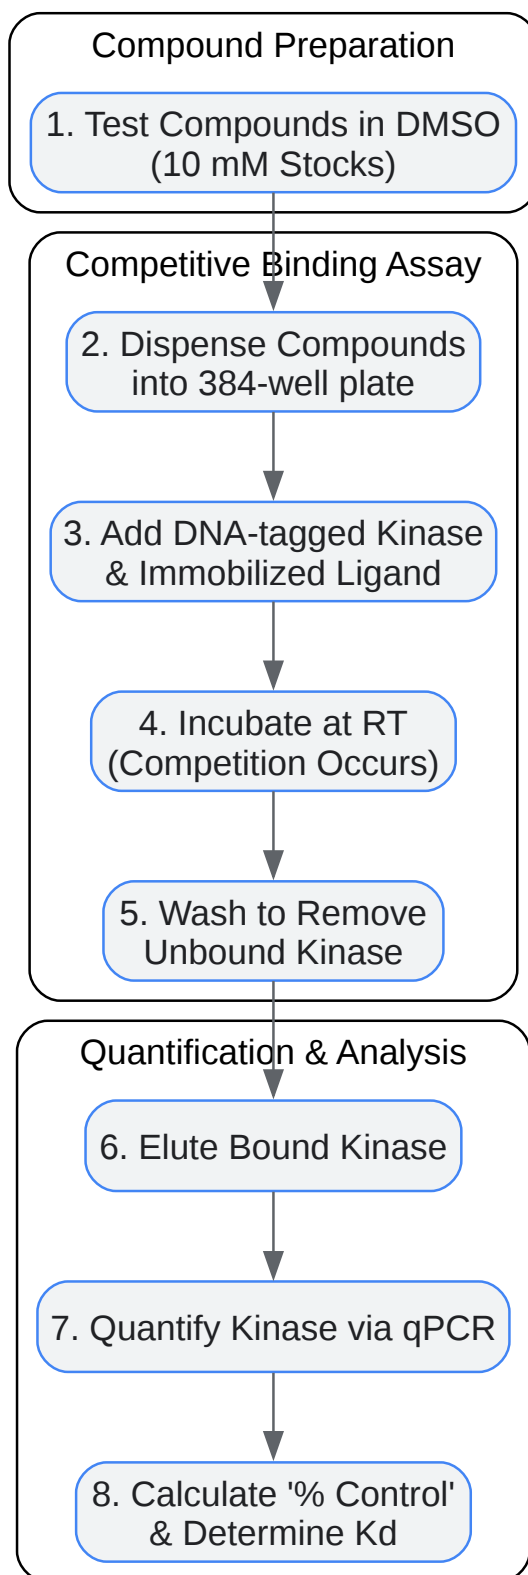 Compound Preparation
1. Test Compounds in DMSO
(10 mM Stocks)
Competitive Binding Assay
2. Dispense Compounds
into 384-well plate
3. Add DNA-tagged Kinase
& Immobilized Ligand
4. Incubate at RT
(Competition Occurs)
5. Wash to Remove
Unbound Kinase
Quantification & Analysis
6. Elute Bound Kinase
7. Quantify Kinase via qPCR
8. Calculate '% Control'
& Determine Kd